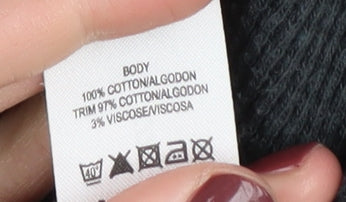 BODY
100% COTTON/ALGODON
TRIM 97% COTTON/ALGODON
3% VISCOSE/VISCOSA
40°